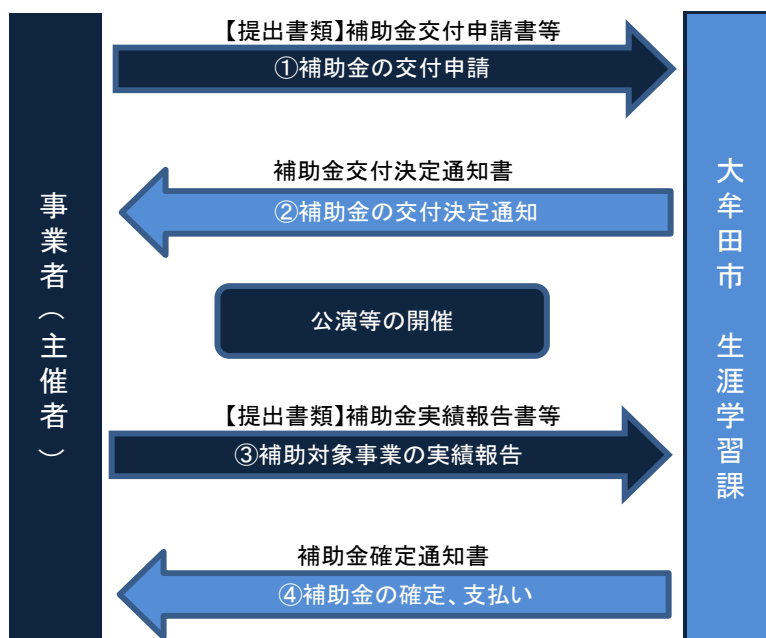 【提出書類】補助金交付申請書等
①補助金の交付申請
補助金交付決定通知書
②補助金の交付決定通知
事業者(主催者)
大牟田市 生涯学習課
公演等の開催
【提出書類】補助金実績報告書等
③補助対象事業の実績報告
補助金確定通知書
④補助金の確定、支払い